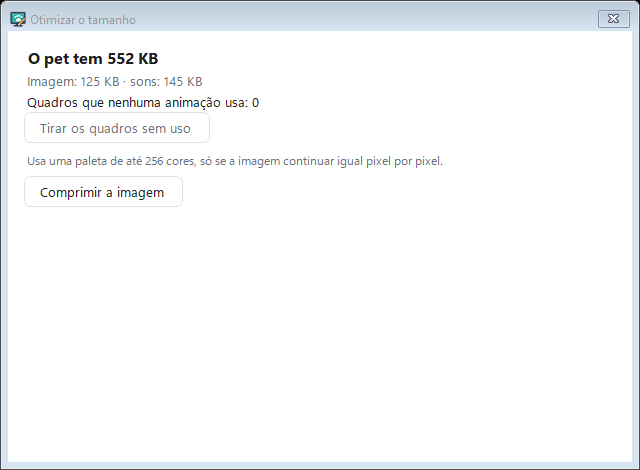 Otimizar o tamanho
O pet tem 552 KB
Imagem: 125 KB · sons: 145 KB
Quadros que nenhuma animação usa: 0
Tirar os quadros sem uso
Usa uma paleta de até 256 cores, só se a imagem continuar igual pixel por pixel.
Comprimir a imagem